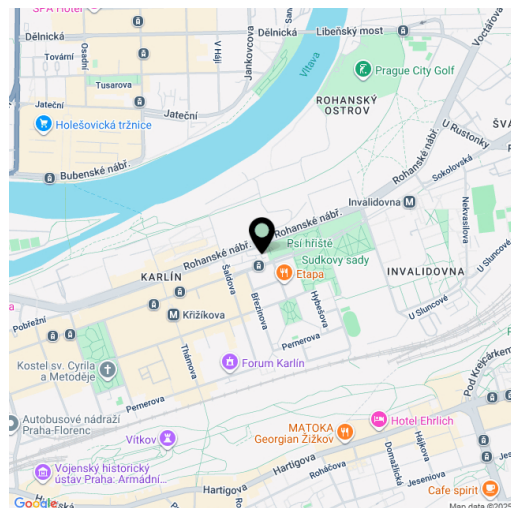 SPA Hotel
Dělnická
Tovární
Osadní
V Háji
Jankovcova
Dělnická
Libeňský most
Voctářova
Tusarova
Vltava
Prague City Golf
Jateční
Jateční
ROHANSKÝ
OSTROV
Holešovická tržnice
U Rustonky
ŠVÁ
Rohanské nábř.
Sokolovská
Bubenské nábř.
Invalidovna
Nekvasilova
Rohanské nábř.
Psí hřiště
Sudkovy sady
Rohanské nábř.
KARLÍN
Etapa
INVALIDOVNA
U Sluncové
U Sluncové
Šaldova
Březinova
Hybešova
Pobřežní
Křižíkova
Thámova
Pernerova
Forum Karlín
Kostel sv. Cyrila
a Metoděje
Pod Krejcárkem
Pernerova
Autobusové nádraží
Praha-Florenc
Vítkov
MATOKA
Georgian Žižkov
Hotel Ehrlich
Hájkova
Domažlická
Vojenský historický
ústav Praha: Armádní...
Hartigova
Roháčova
Jeseniova
Hartigova
Cafe spirit
Google
Map data ©2025